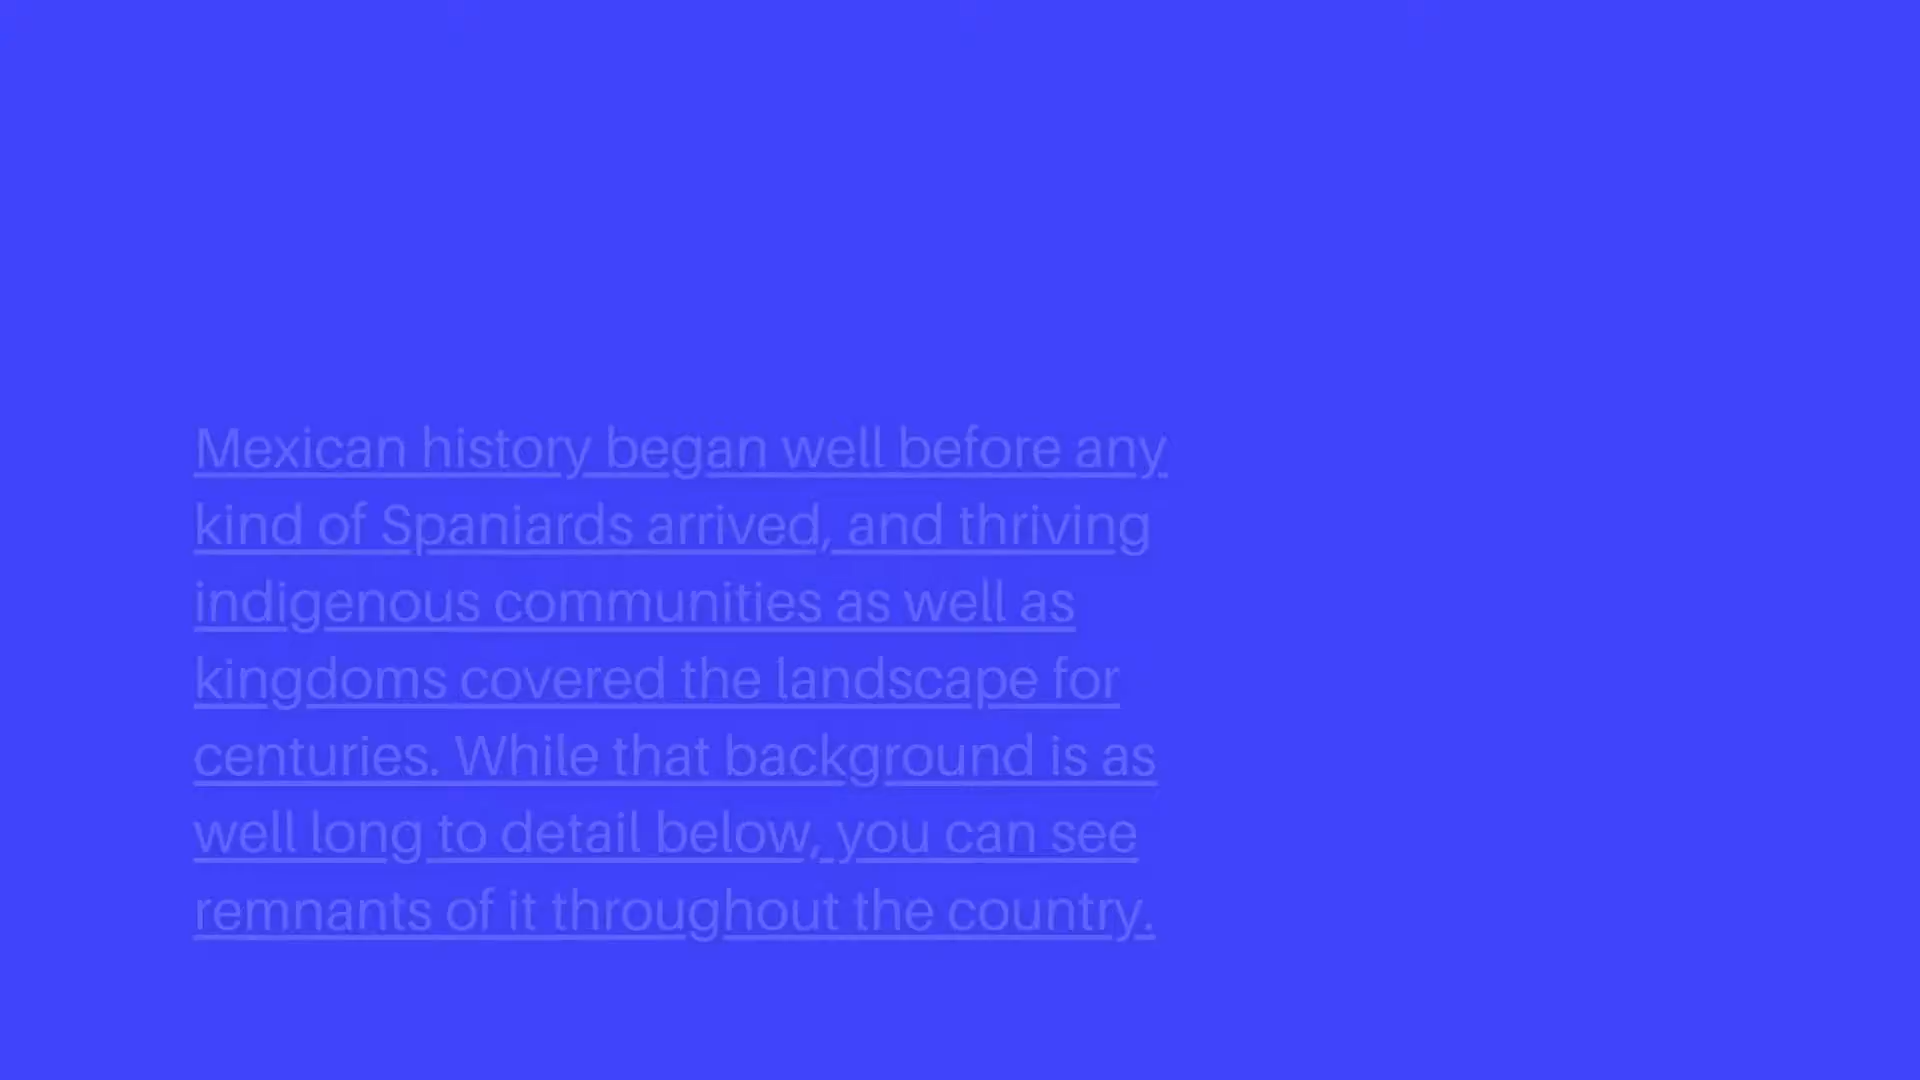 Mexican history began well before any
kind of Spaniards arrived, and thriving
indigenous communities as well as
kingdoms covered the landscape for
centuries. While that background is as
well long to detail below, you can see
remnants of it throughout the country.